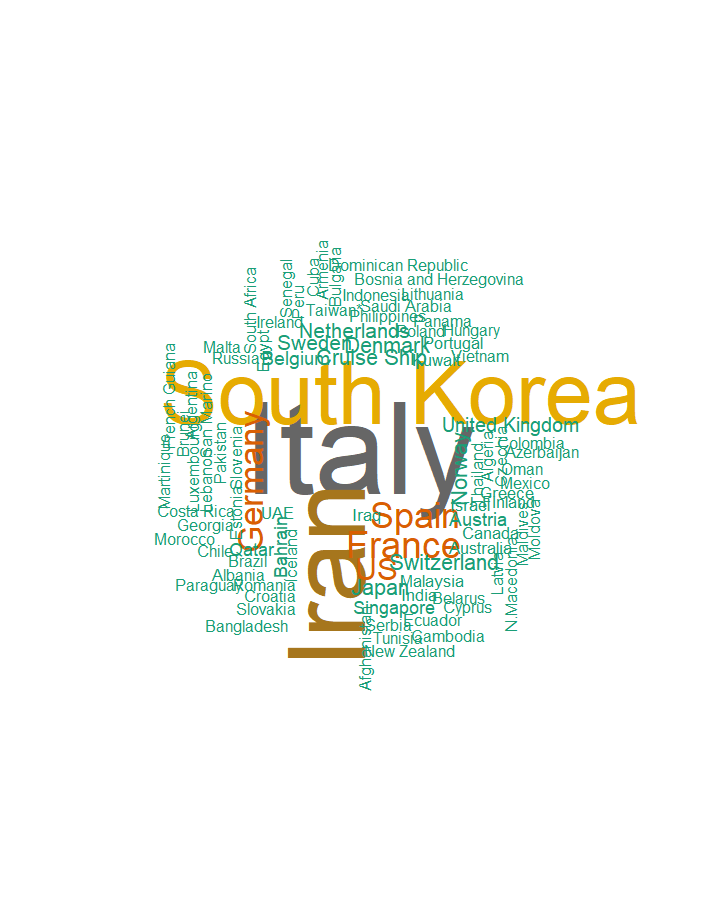 Dominican Republic
Bosnia and Herzegovina
Armenia
Cuba
Bulgaria
Senegal
Peru
South Africa
Indonesia
Lithuania
Taiwan*
Saudi Arabia
Philippines
Panama
Ireland
Netherlands
Poland
Hungary
Egypt
Malta
Sweden
Denmark
Portugal
Russia
Belgium
Cruise Ship
Kuwait
Vietnam
South Korea
French Guiana
Argentina
San Marino
Brunei
Italy
United Kingdom
Germany
Norway
Algeria
Czechia
Colombia
Azerbaijan
Martinique
Luxembourg
Lebanon
Pakistan
Slovenia
Thailand
Oman
Mexico
Greece
Finland
Israel
Maldives
Moldova
Costa Rica
Estonia
UAE
Iran
Iraq
Spain
Austria
Georgia
Bahrain
Canada
Morocco
Chile
Qatar
Iceland
France
Australia
Brazil
US
Switzerland
Latvia
N.Macedonia
Albania
Malaysia
Paraguay
Romania
Japan
India
Belarus
Croatia
Slovakia
Singapore
Cyprus
Ecuador
Bangladesh
Afghanistan
Serbia
Cambodia
Tunisia
New Zealand